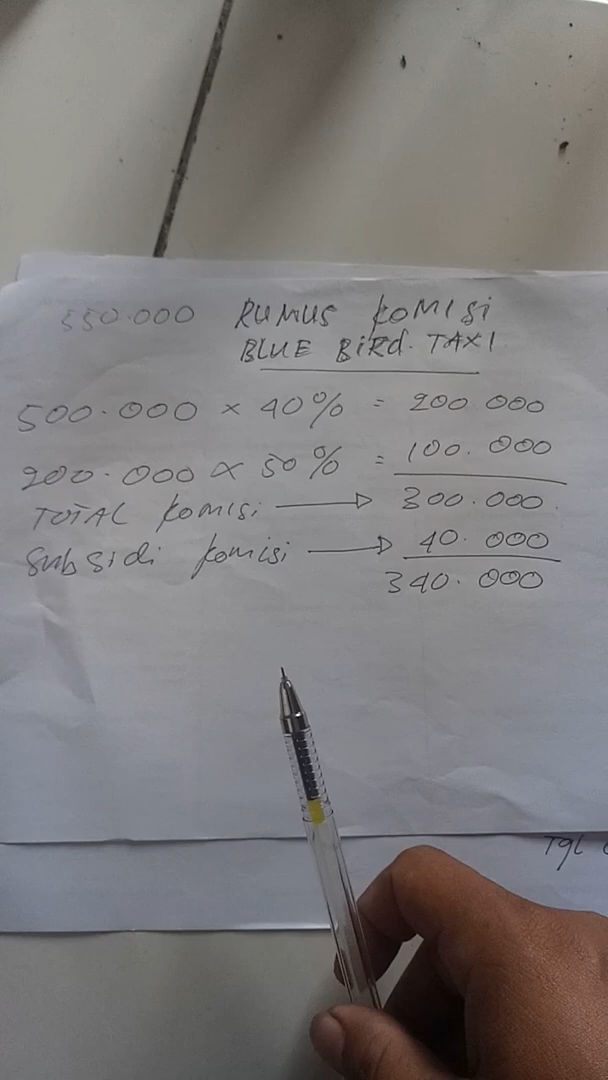 550.000 RUMUS KOMISI
BLUE BIRD. TAXI
500.000 x 40% = 200.000
200.000 x 50% = 100.000
TOTAL KOMISI → 300.000
Subsidi komisi → 40.000
340.000
Tgl